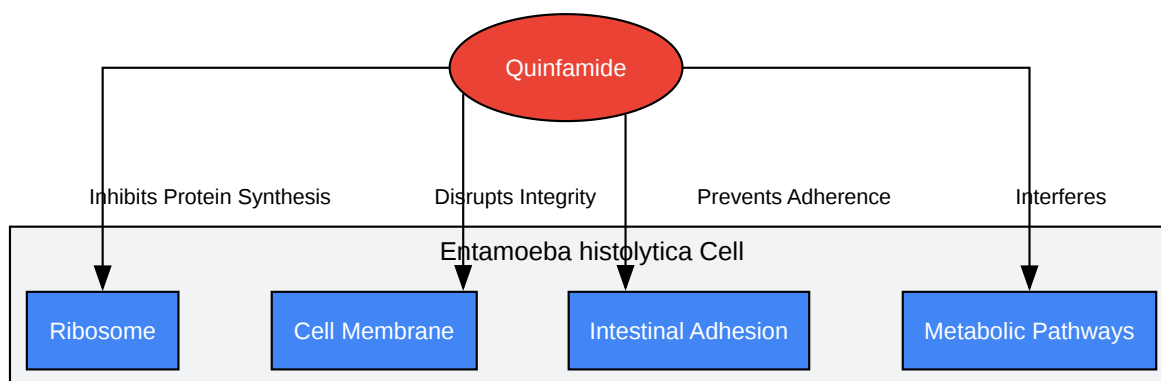 Quinfamide
Inhibits Protein Synthesis
Disrupts Integrity
Prevents Adherence
Interferes
Entamoeba histolytica Cell
Ribosome
Cell Membrane
Intestinal Adhesion
Metabolic Pathways